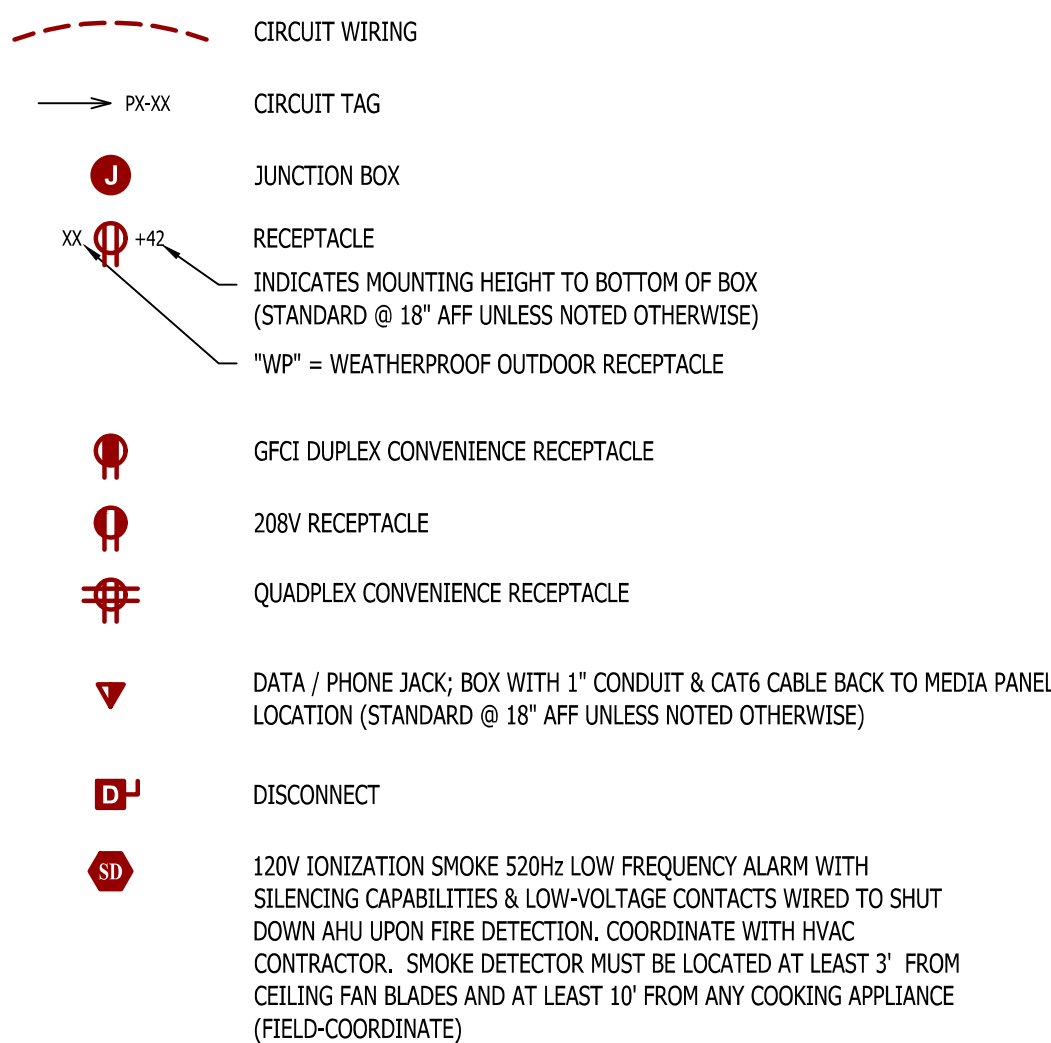 CIRCUIT WIRING
PX-XX CIRCUIT TAG
J JUNCTION BOX
XX +42 RECEPTACLE
INDICATES MOUNTING HEIGHT TO BOTTOM OF BOX
(STANDARD @ 18" AFF UNLESS NOTED OTHERWISE)
"WP" = WEATHERPROOF OUTDOOR RECEPTACLE
GFCI DUPLEX CONVENIENCE RECEPTACLE
208V RECEPTACLE
QUADPLEX CONVENIENCE RECEPTACLE
DATA / PHONE JACK; BOX WITH 1" CONDUIT & CAT6 CABLE BACK TO MEDIA PANEL
LOCATION (STANDARD @ 18" AFF UNLESS NOTED OTHERWISE)
D DISCONNECT
SD 120V IONIZATION SMOKE 520Hz LOW FREQUENCY ALARM WITH
SILENCING CAPABILITIES & LOW-VOLTAGE CONTACTS WIRED TO SHUT
DOWN AHU UPON FIRE DETECTION. COORDINATE WITH HVAC
CONTRACTOR. SMOKE DETECTOR MUST BE LOCATED AT LEAST 3' FROM
CEILING FAN BLADES AND AT LEAST 10' FROM ANY COOKING APPLIANCE
(FIELD-COORDINATE)